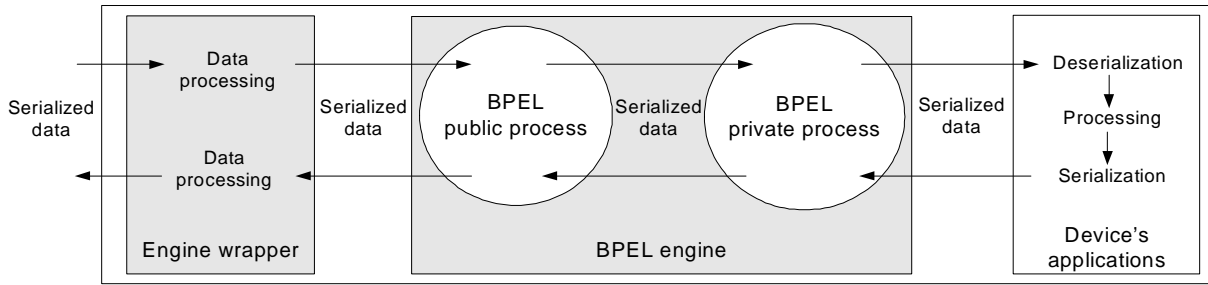 Serialized
data
Data
processing
Data
processing
Engine wrapper
Serialized
data
BPEL
public process
Serialized
data
BPEL
private process
BPEL engine
Serialized
data
Deserialization
Processing
Serialization
Device's
applications